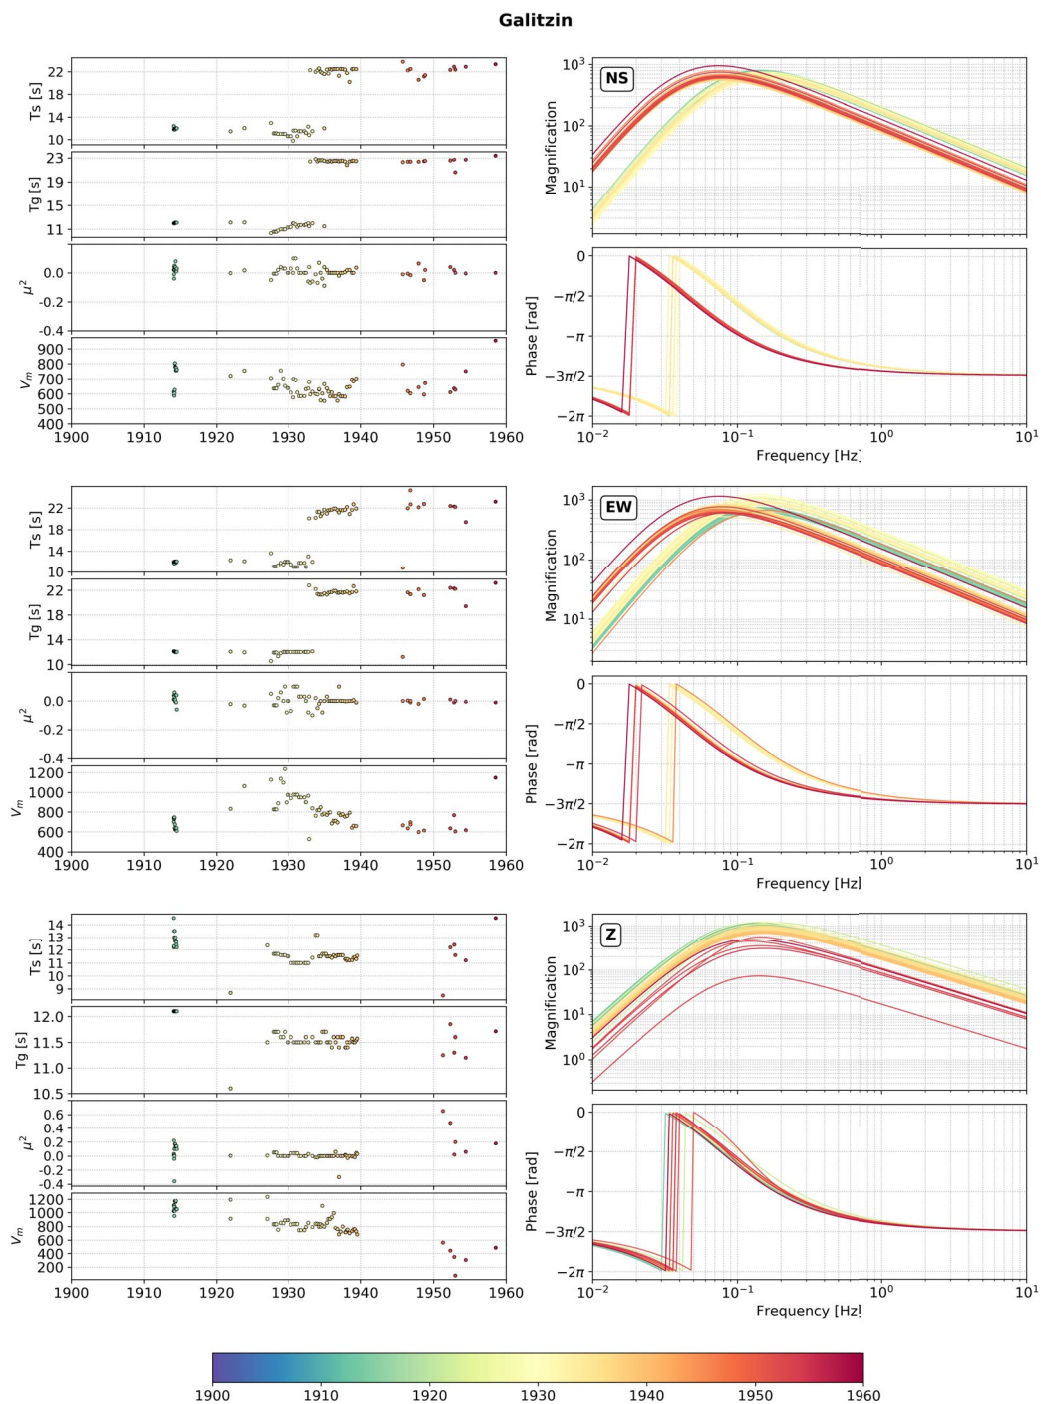 Galitzin
Ts [s]
22
18
14
10
Tg [s]
23
19
15
11
μ²
0.0
-0.2
-0.4
Vm
900
800
700
600
500
400
1900 1910 1920 1930 1940 1950 1960
NS
Magnification
10³
10²
10¹
Phase [rad]
0
−π/2
−π
−3π/2
−2π
10⁻² 10⁻¹ 10⁰ 10¹
Frequency [Hz]
Ts [s]
22
14
10
Tg [s]
22
18
14
10
μ²
0.0
-0.2
-0.4
Vm
1200
1000
800
600
400
1900 1910 1920 1930 1940 1950 1960
EW
Magnification
10³
10²
10¹
Phase [rad]
0
−π/2
−π
−3π/2
−2π
10⁻² 10⁻¹ 10⁰ 10¹
Frequency [Hz]
Ts [s]
14
13
12
11
10
9
Tg [s]
12.0
11.5
11.0
10.5
μ²
0.6
0.4
0.2
0.0
-0.2
-0.4
Vm
1200
1000
800
600
400
200
1900 1910 1920 1930 1940 1950 1960
Z
Magnification
10³
10²
10¹
10⁰
Phase [rad]
0
−π/2
−π
−3π/2
−2π
10⁻² 10⁻¹ 10⁰ 10¹
Frequency [Hz]
1900 1910 1920 1930 1940 1950 1960